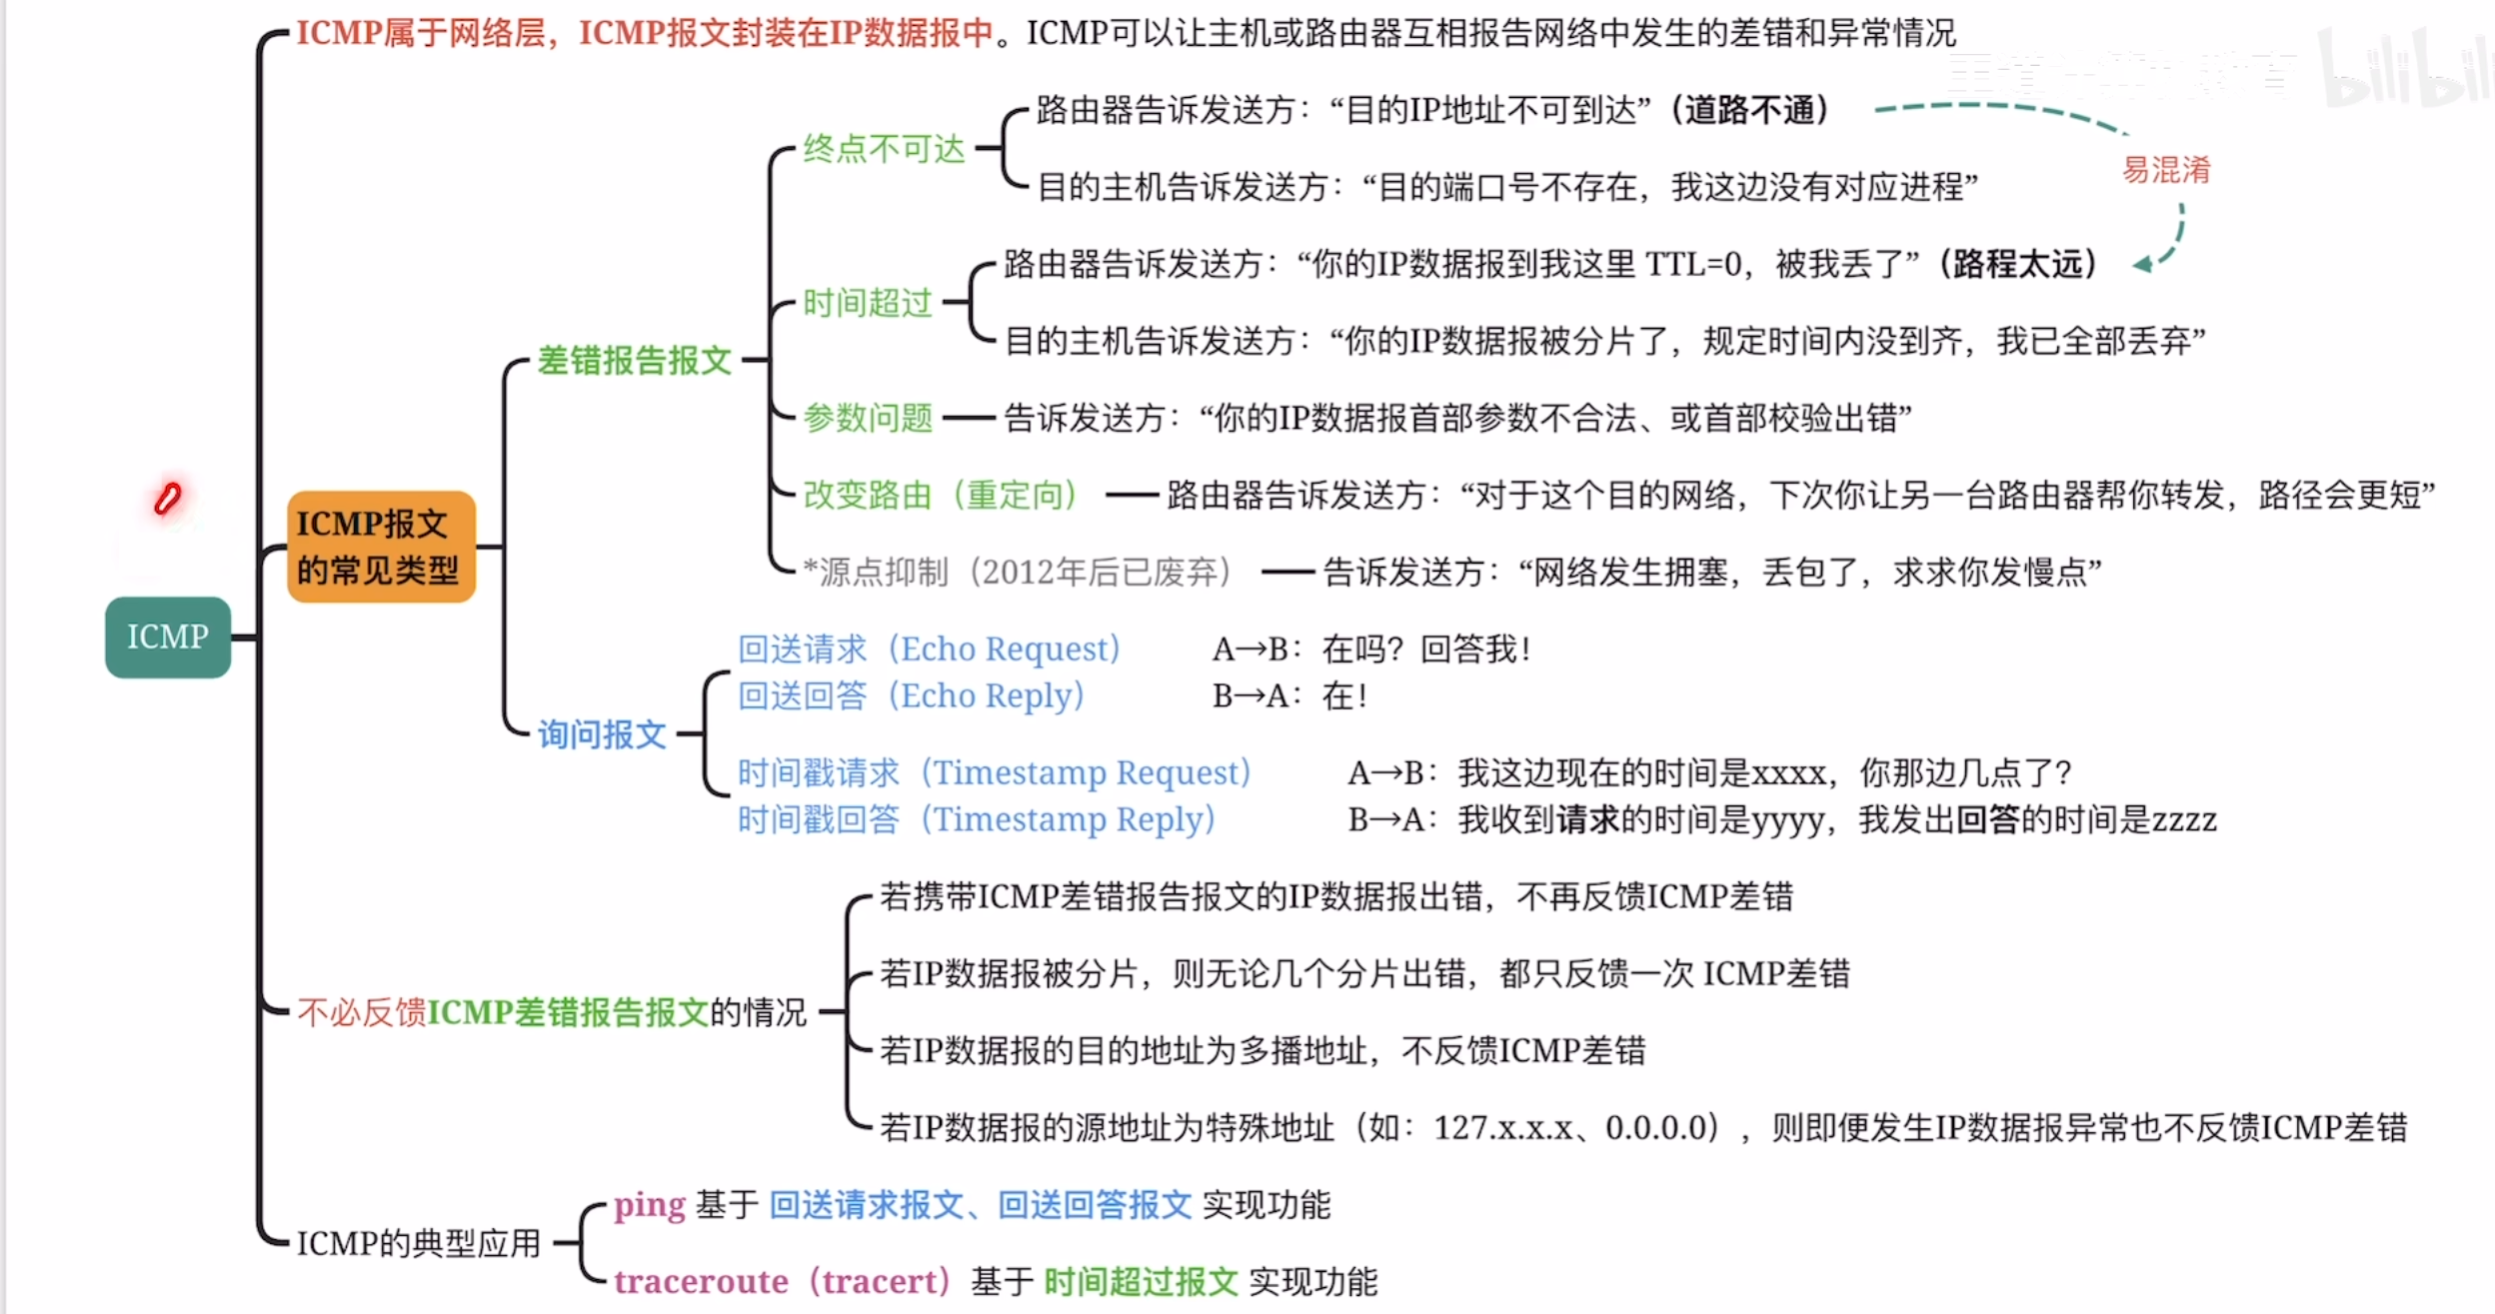 ICMP属于网络层，ICMP报文封装在IP数据报中。ICMP可以让主机或路由器互相报告网络中发生的差错和异常情况
bilibili
路由器告诉发送方：“目的IP地址不可到达”（道路不通）
终点不可达
易混淆
目的主机告诉发送方：“目的端口号不存在，我这边没有对应进程”
路由器告诉发送方：“你的IP数据报到我这里 TTL=0，被我丢了”（路程太远）
时间超过
目的主机告诉发送方：“你的IP数据报被分片了，规定时间内没到齐，我已全部丢弃”
差错报告报文
参数问题
告诉发送方：“你的IP数据报首部参数不合法、或首部校验出错”
改变路由（重定向）
路由器告诉发送方：“对于这个目的网络，下次你让另一台路由器帮你转发，路径会更短”
ICMP报文
的常见类型
*源点抑制（2012年后已废弃）
告诉发送方：“网络发生拥塞，丢包了，求求你发慢点”
ICMP
回送请求（Echo Request） A→B：在吗？回答我！
回送回答（Echo Reply） B→A：在！
询问报文
时间戳请求（Timestamp Request） A→B：我这边现在的时间是xxxx，你那边几点了？
时间戳回答（Timestamp Reply） B→A：我收到请求的时间是yyyy，我发出回答的时间是zzzz
若携带ICMP差错报告报文的IP数据报出错，不再反馈ICMP差错
若IP数据报被分片，则无论几个分片出错，都只反馈一次 ICMP差错
不必反馈ICMP差错报告报文的情况
若IP数据报的目的地址为多播地址，不反馈ICMP差错
若IP数据报的源地址为特殊地址（如：127.x.x.x、0.0.0.0），则即便发生IP数据报异常也不反馈ICMP差错
ping 基于 回送请求报文、回送回答报文 实现功能
ICMP的典型应用
traceroute（tracert）基于 时间超过报文 实现功能